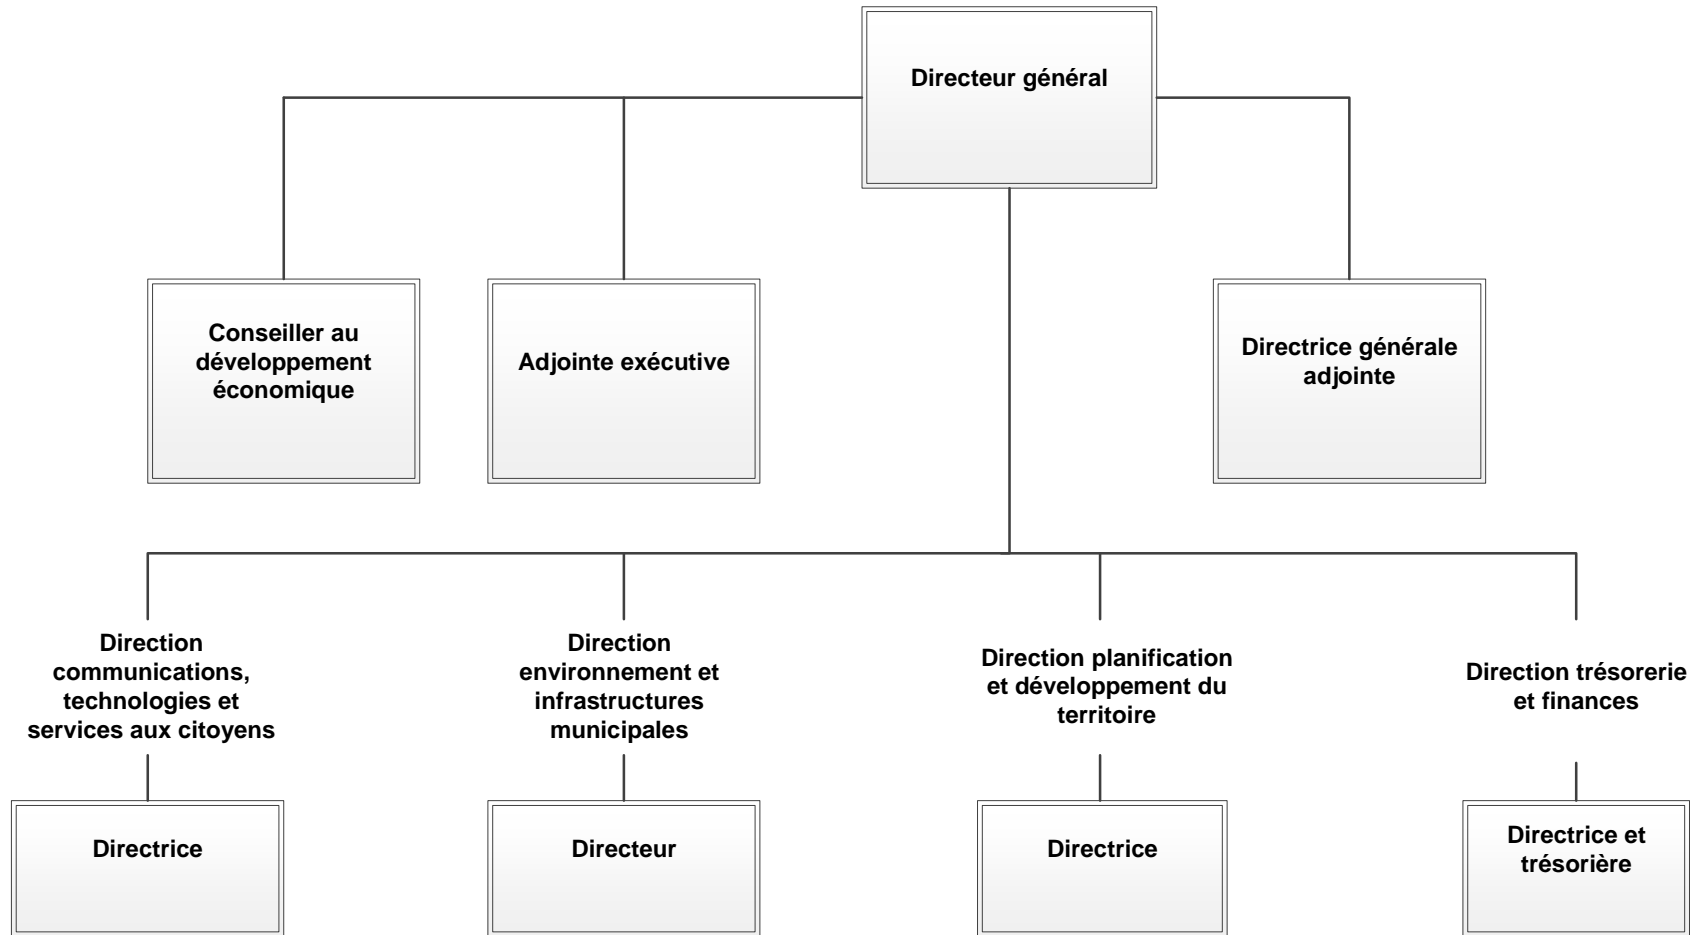 Directeur général
Conseiller au
développement
économique
Adjointe exécutive
Directrice générale
adjointe
Direction
communications,
technologies et
services aux citoyens
Direction
environnement et
infrastructures
municipales
Direction planification
et développement du
territoire
Direction trésorerie
et finances
Directrice
Directeur
Directrice
Directrice et
trésorière